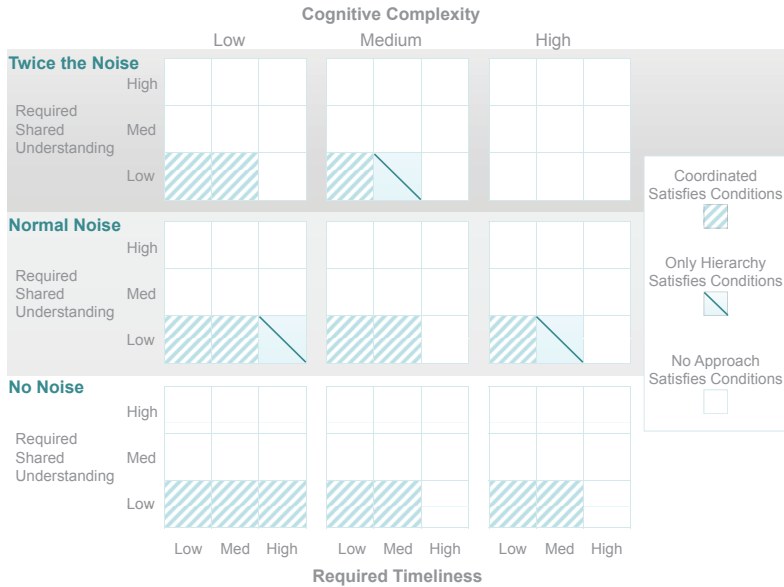 Cognitive Complexity
Low Medium High
Twice the Noise
High
Required
Shared
Understanding
Med
Low
Normal Noise
High
Required
Shared
Understanding
Med
Low
No Noise
High
Required
Shared
Understanding
Med
Low
Low Med High Low Med High Low Med High
Required Timeliness
Coordinated
Satisfies Conditions
Only Hierarchy
Satisfies Conditions
No Approach
Satisfies Conditions